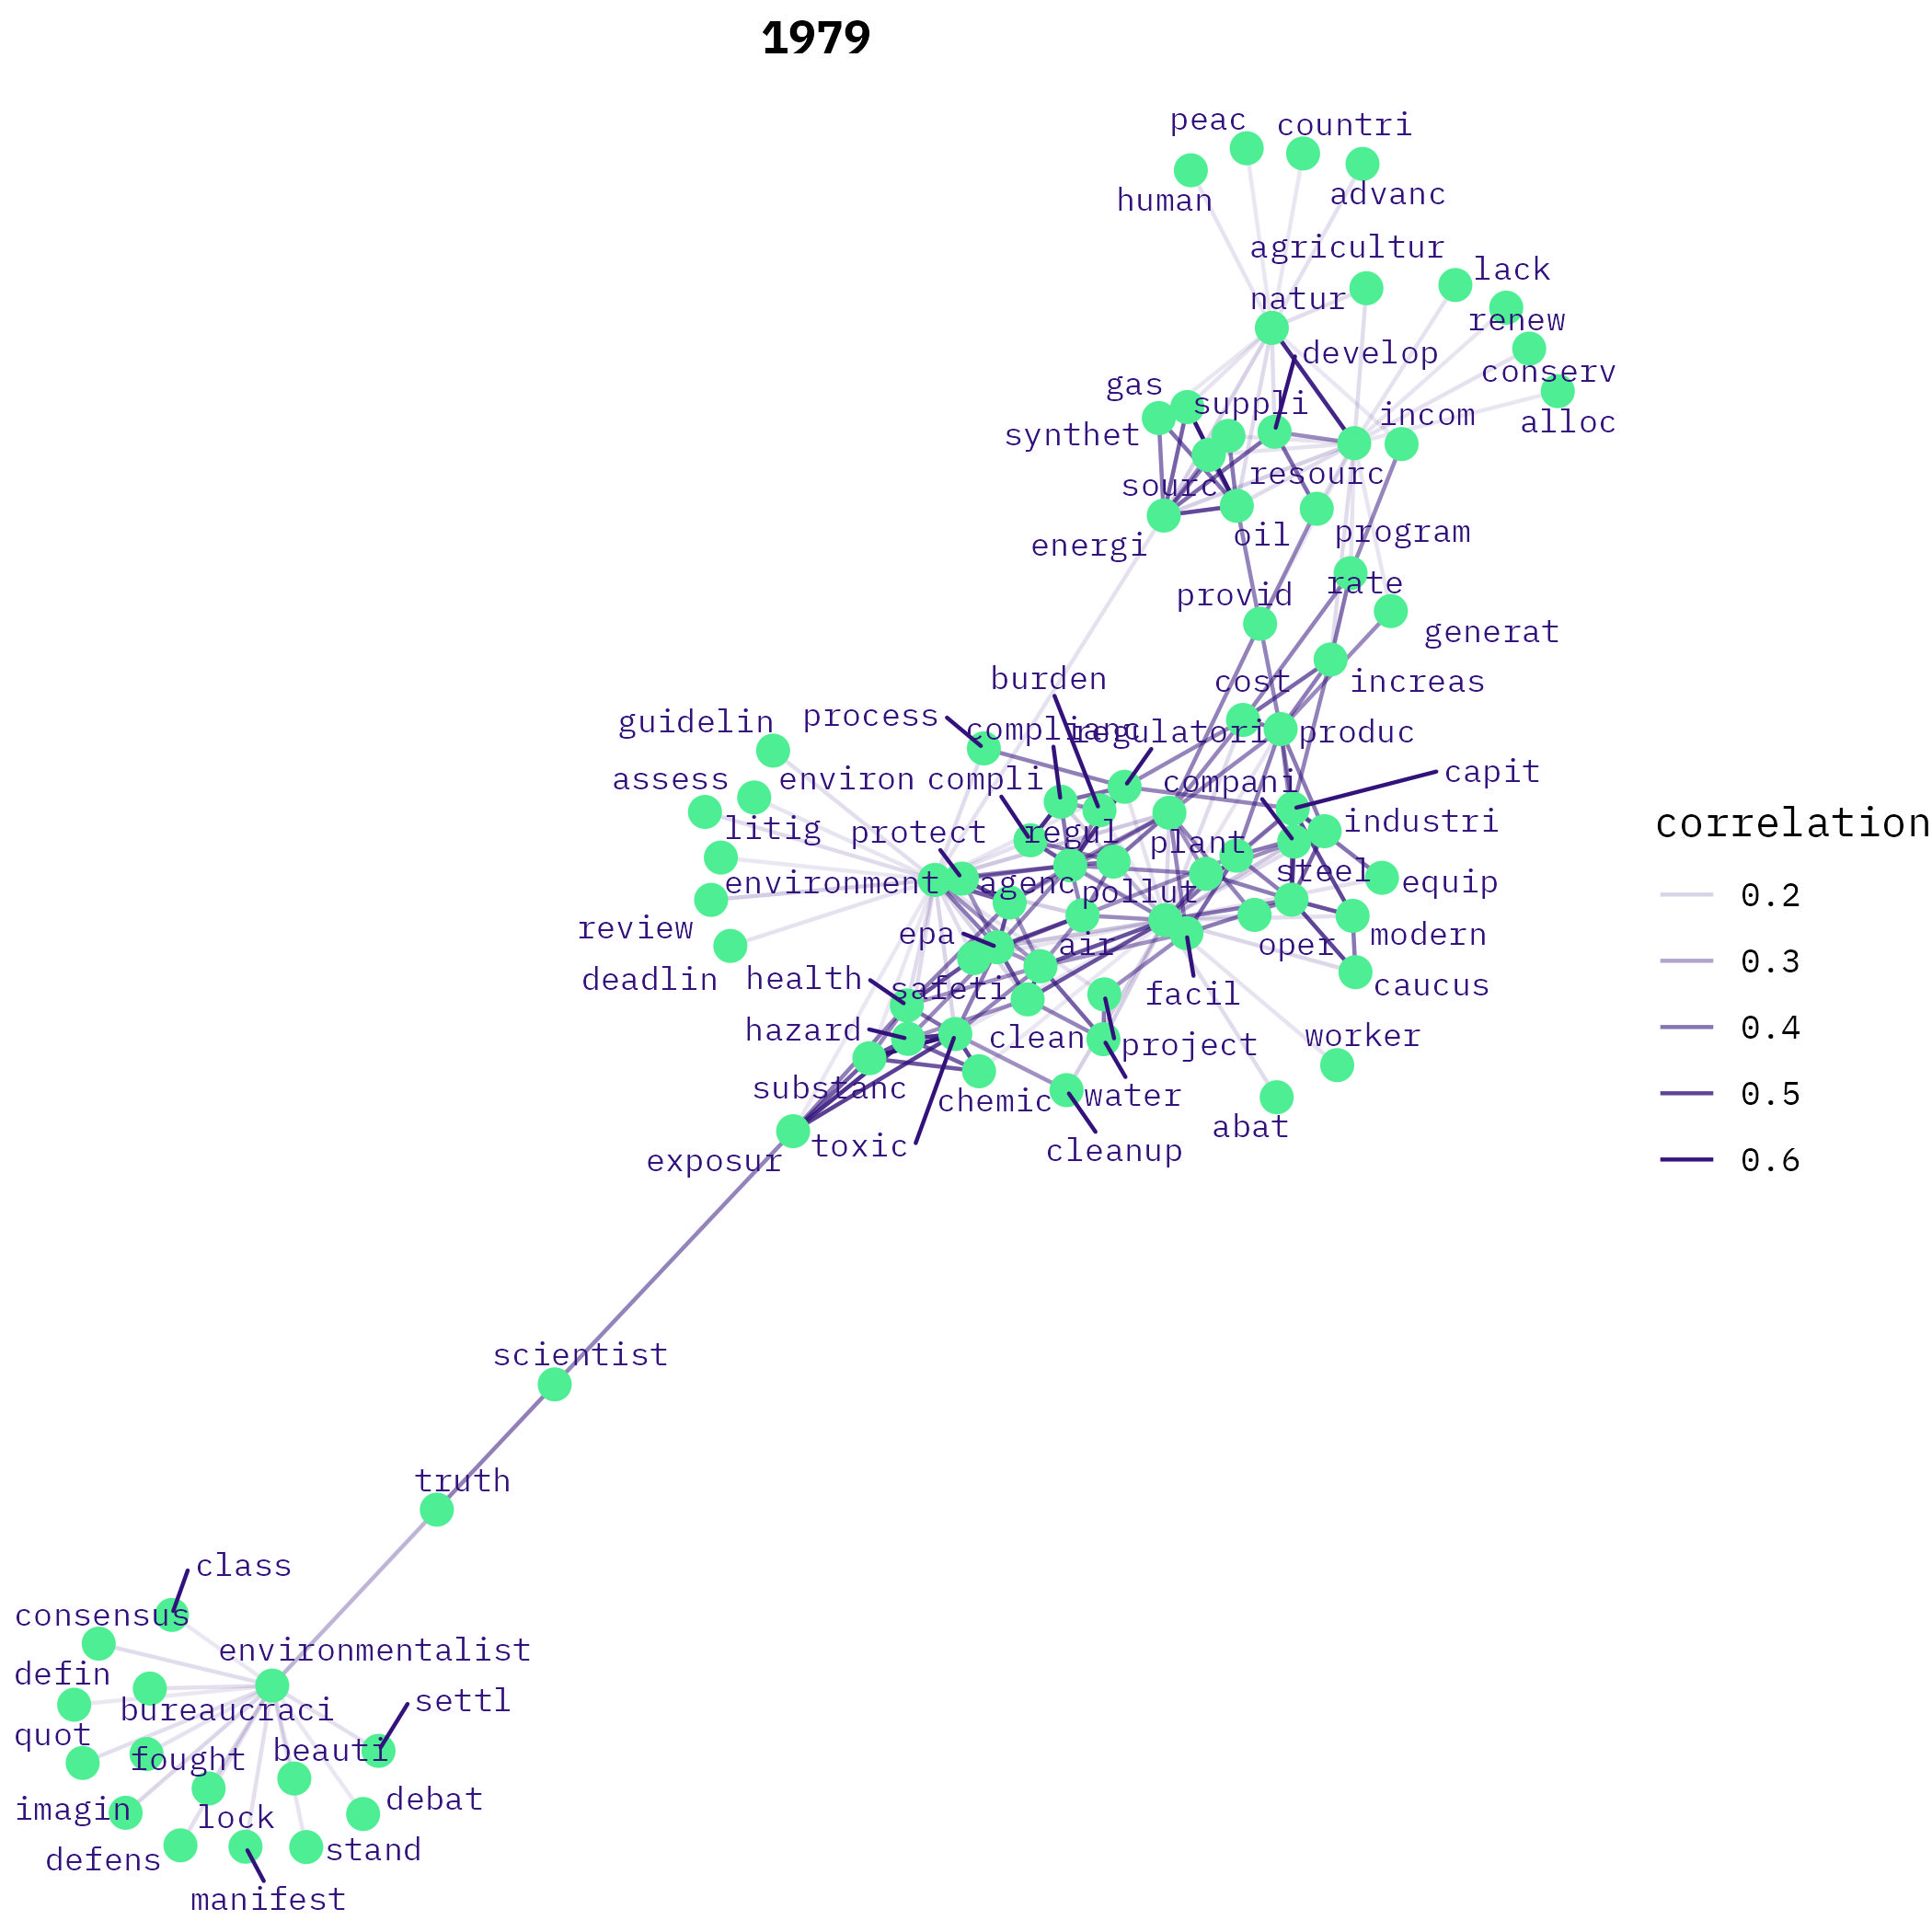 1979
peac
countri
human
advanc
agricultur
lack
natur
renew
develop
conserv
gas
suppli
incom
alloc
synthet
resourc
sourc
energi
oil
program
rate
provid
generat
burden
cost
increas
guidelin
process
complianc
regulatori
produc
assess
environ
compli
compani
capit
litig
protect
regul
plant
industri
correlation
environment
agenc
pollut
steel
equip
0.2
review
epa
air
oper
modern
0.3
deadlin
health
safeti
facil
caucus
hazard
clean
project
worker
0.4
substanc
chemic
water
0.5
exposur
toxic
cleanup
abat
0.6
scientist
truth
class
consensus
environmentalist
defin
bureaucraci
settl
quot
fought
beauti
imagin
lock
debat
defens
stand
manifest